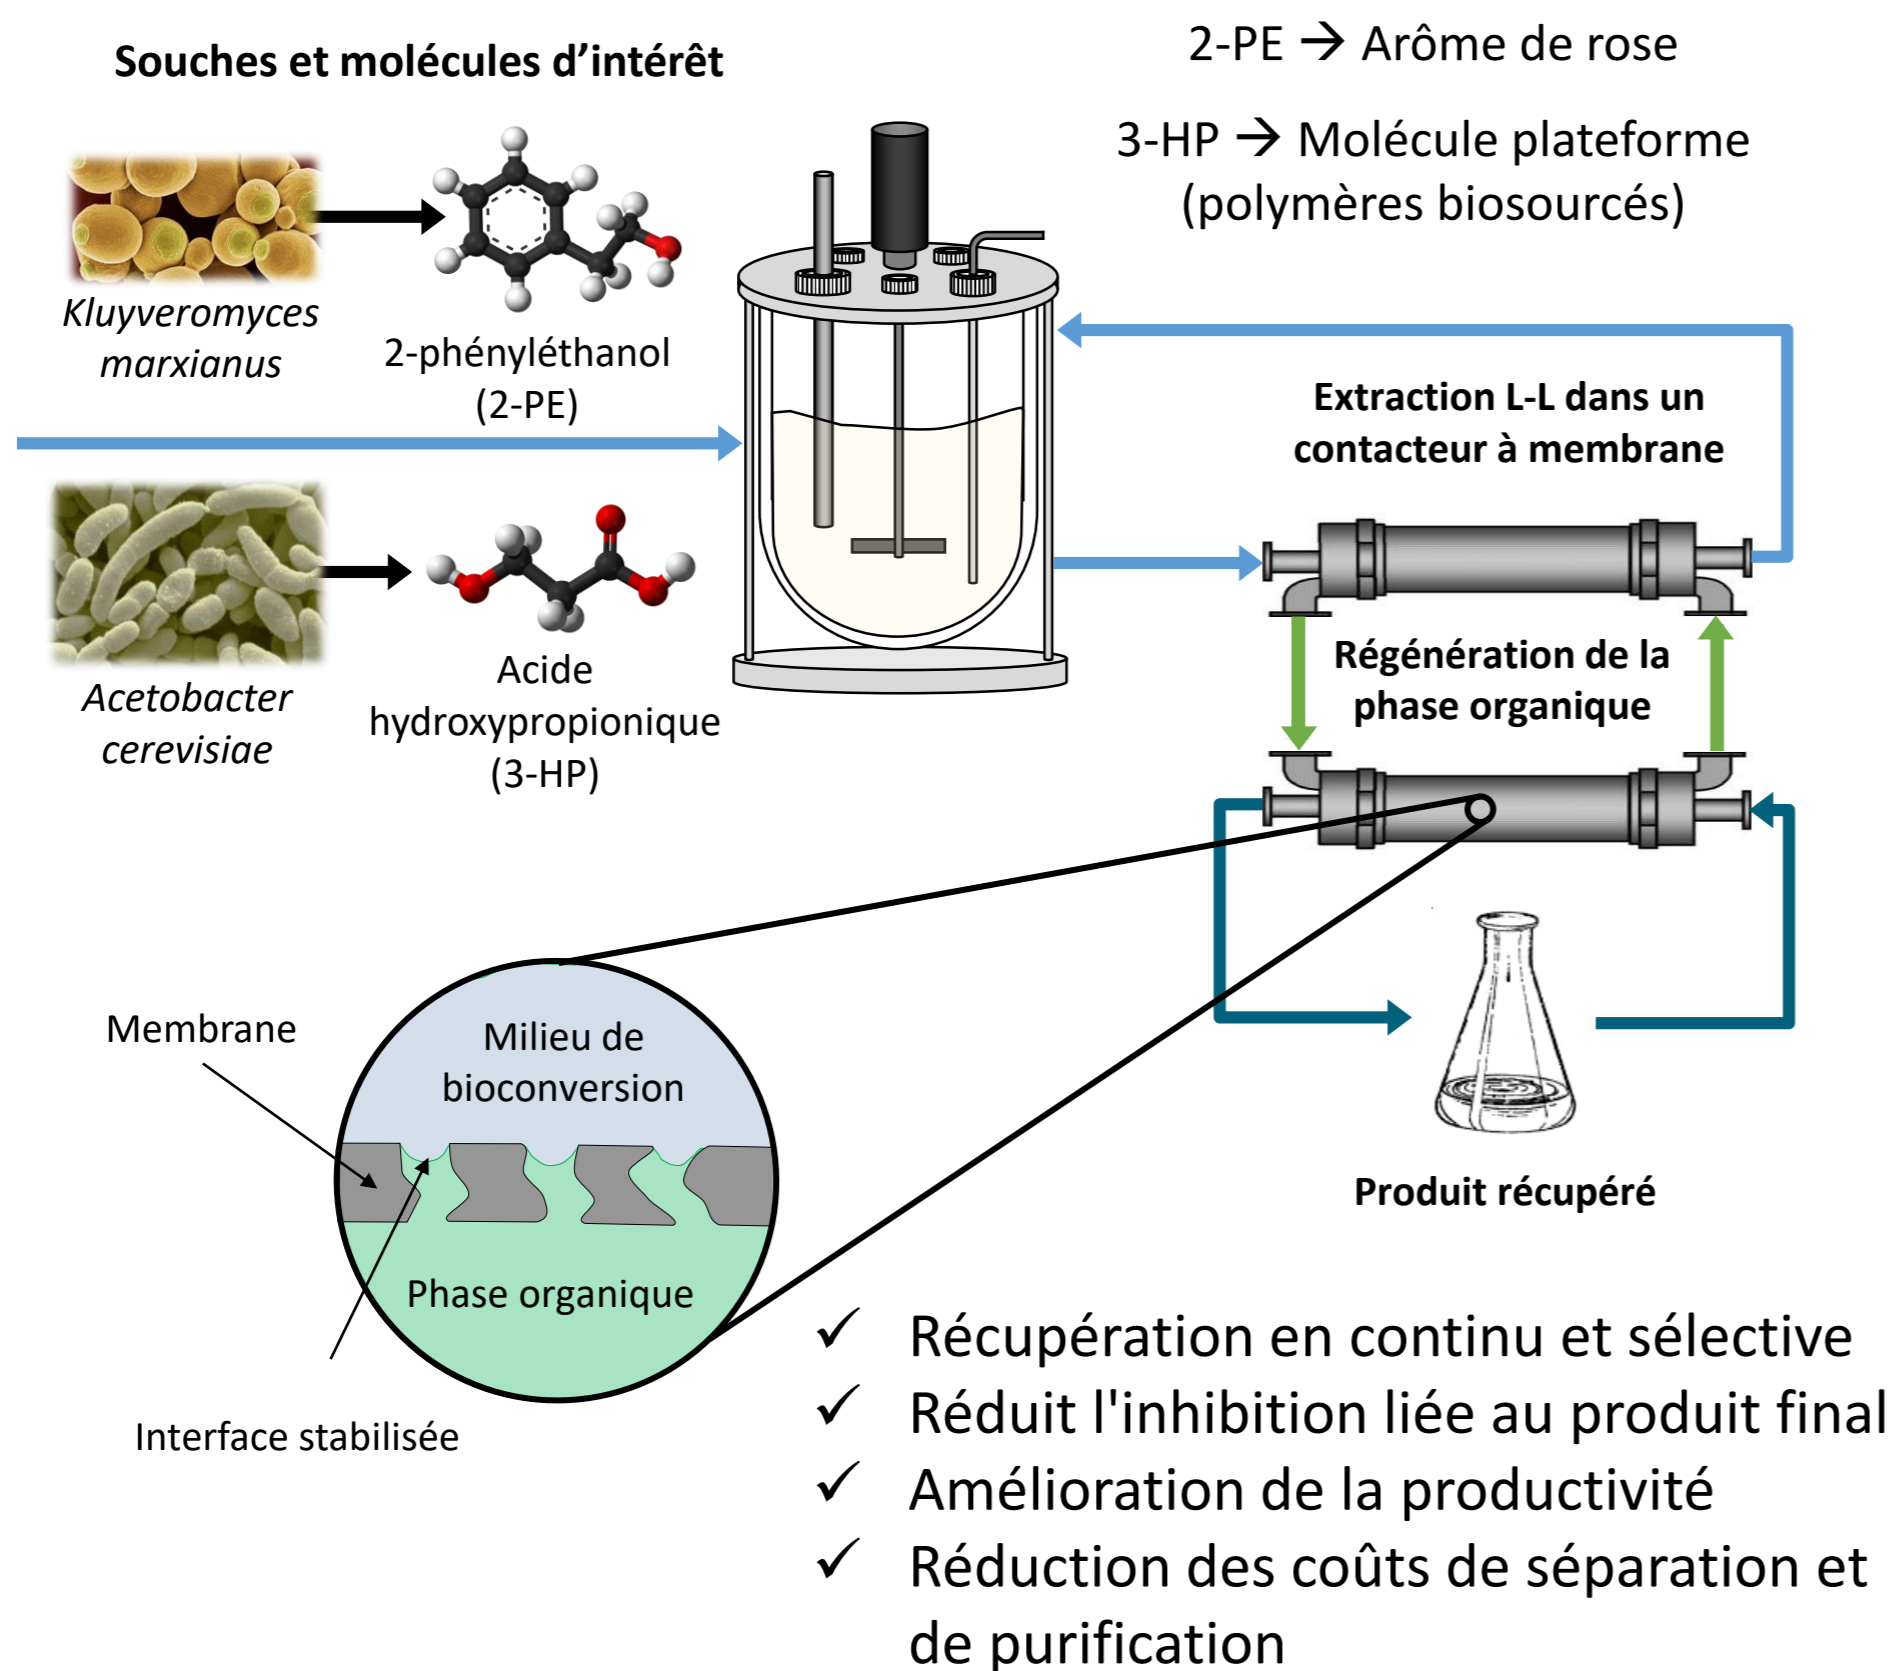 Souches et molécules d’intérêt
2-PE → Arôme de rose
3-HP → Molécule plateforme
(polymères biosourcés)
Kluyveromyces
marxianus
2-phényléthanol
(2-PE)
Acetobacter
cerevisiae
Acide
hydroxypropionique
(3-HP)
Extraction L-L dans un
contacteur à membrane
Régénération de la
phase organique
Membrane
Milieu de
bioconversion
Phase organique
Interface stabilisée
Produit récupéré
✓ Récupération en continu et sélective
✓ Réduit l'inhibition liée au produit final
✓ Amélioration de la productivité
✓ Réduction des coûts de séparation et
de purification